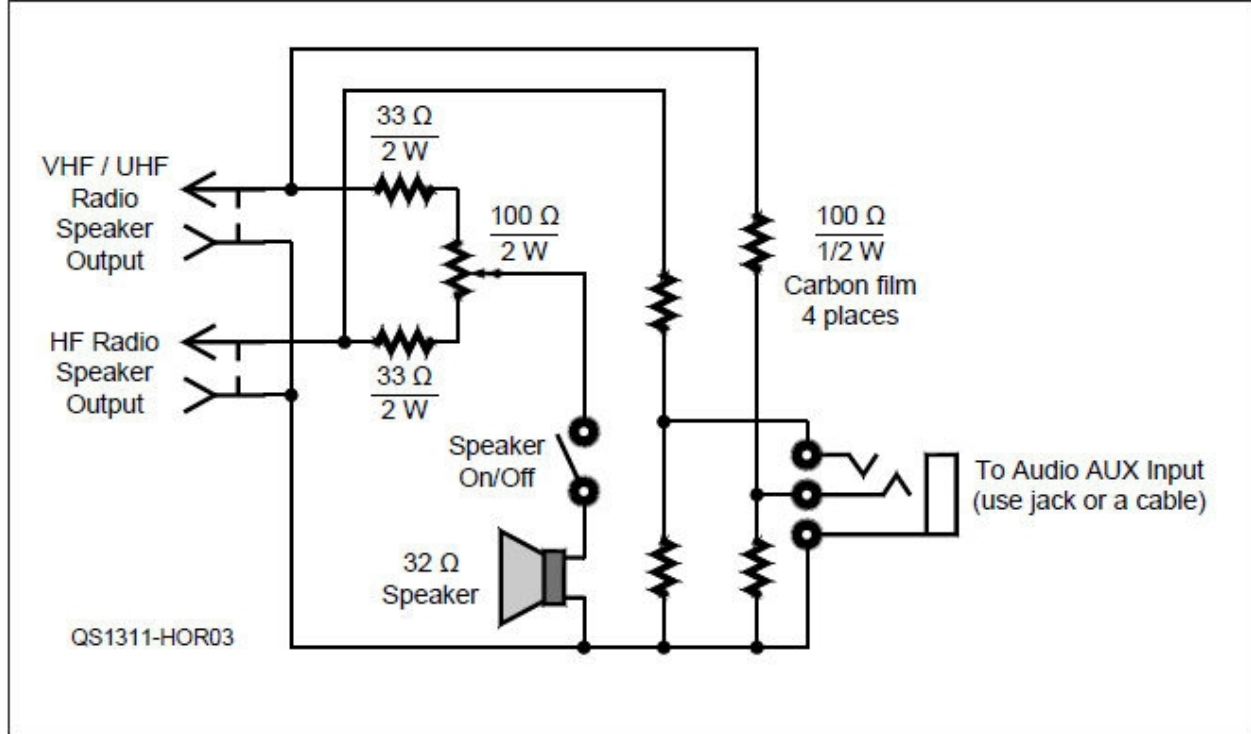 VHF / UHF
Radio
Speaker
Output
33 Ω
2 W
100 Ω
2 W
100 Ω
1/2 W
Carbon film
4 places
HF Radio
Speaker
Output
33 Ω
2 W
Speaker
On/Off
To Audio AUX Input
(use jack or a cable)
32 Ω
Speaker
QS1311-HOR03